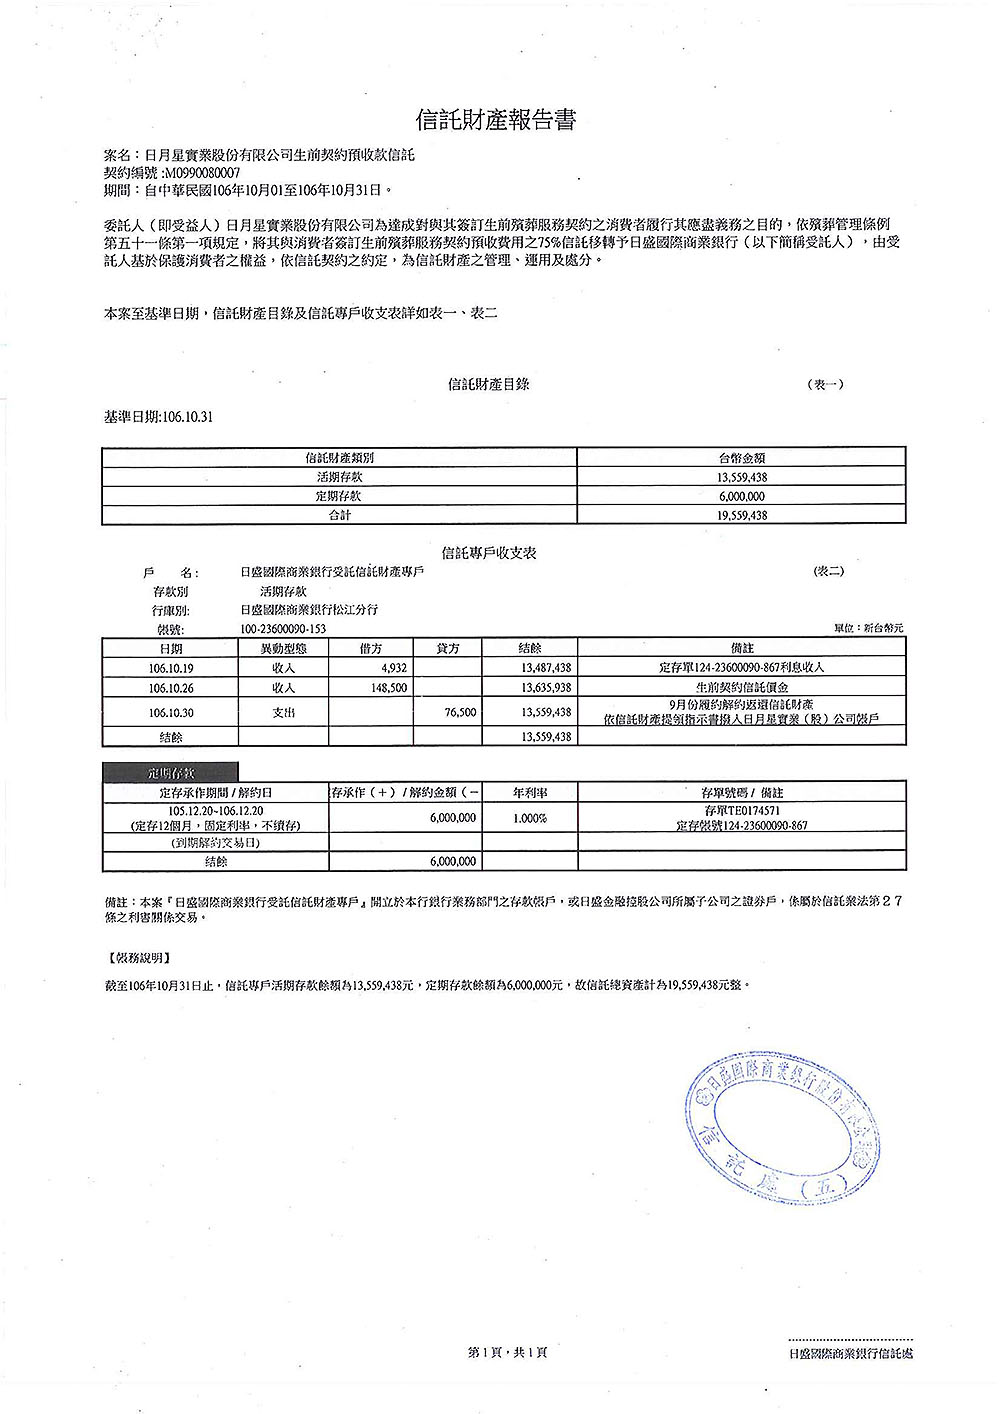 信託財產報告書
案名：日月星實業股份有限公司生前契約預收款信託
契約編號:M0990080007
期間：自中華民國106年10月01至106年10月31日。
委託人（即受益人）日月星實業股份有限公司為達成對與其簽訂生前殯葬服務契約之消費者履行其應盡義務之目的，依殯葬管理條例
第五十一條第一項規定，將其與消費者簽訂生前殯葬服務契約預收費用之75%信託移轉予日盛國際商業銀行（以下簡稱受託人），由受
託人基於保護消費者之權益，依信託契約之約定，為信託財產之管理、運用及處分。
本案至基準日期，信託財產目錄及信託專戶收支表詳如表一、表二
信託財產目錄 （表一）
基準日期:106.10.31
信託財產類別 台幣金額
活期存款 13,559,438
定期存款 6,000,000
合計 19,559,438
信託專戶收支表
戶 名: 日盛國際商業銀行受託信託財產專戶 (表二)
存款別 活期存款
行庫別: 日盛國際商業銀行松江分行
帳號: 100-23600090-153 單位：新台幣元
日期 異動型態 借方 貸方 結餘 備註
106.10.19 收入 4,932 13,487,438 定存單124-23600090-867利息收入
106.10.26 收入 148,500 13,635,938 生前契約信託價金
106.10.30 支出 76,500 13,559,438 9月份履約解約返還信託財產
依信託財產提領指示書撥入日月星實業（股）公司帳戶
結餘 13,559,438
定期存款
定存承作期間 / 解約日 存承作（＋）/ 解約金額（－ 年利率 存單號碼 / 備註
105.12.20~106.12.20 6,000,000 1.000% 存單TE0174571
(定存12個月，固定利率，不續存) 定存帳號124-23600090-867
(到期解約交易日)
結餘 6,000,000
備註：本案『日盛國際商業銀行受託信託財產專戶』開立於本行銀行業務部門之存款帳戶，或日盛金融控股公司所屬子公司之證券戶，係屬於信託業法第２７
條之利害關係交易。
【帳務說明】
截至106年10月31日止，信託專戶活期存款餘額為13,559,438元，定期存款餘額為6,000,000元，故信託總資產計為19,559,438元整。
日盛國際商業銀行股份有限公司
信託處（五）
第1頁，共1頁
日盛國際商業銀行信託處